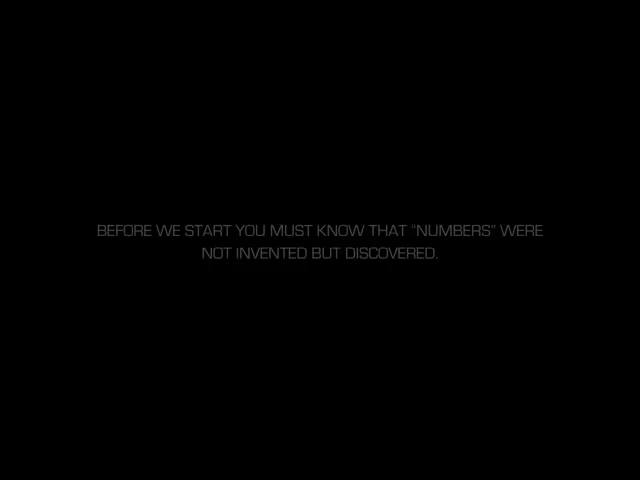 BEFORE WE START YOU MUST KNOW THAT "NUMBERS" WERE
NOT INVENTED BUT DISCOVERED.